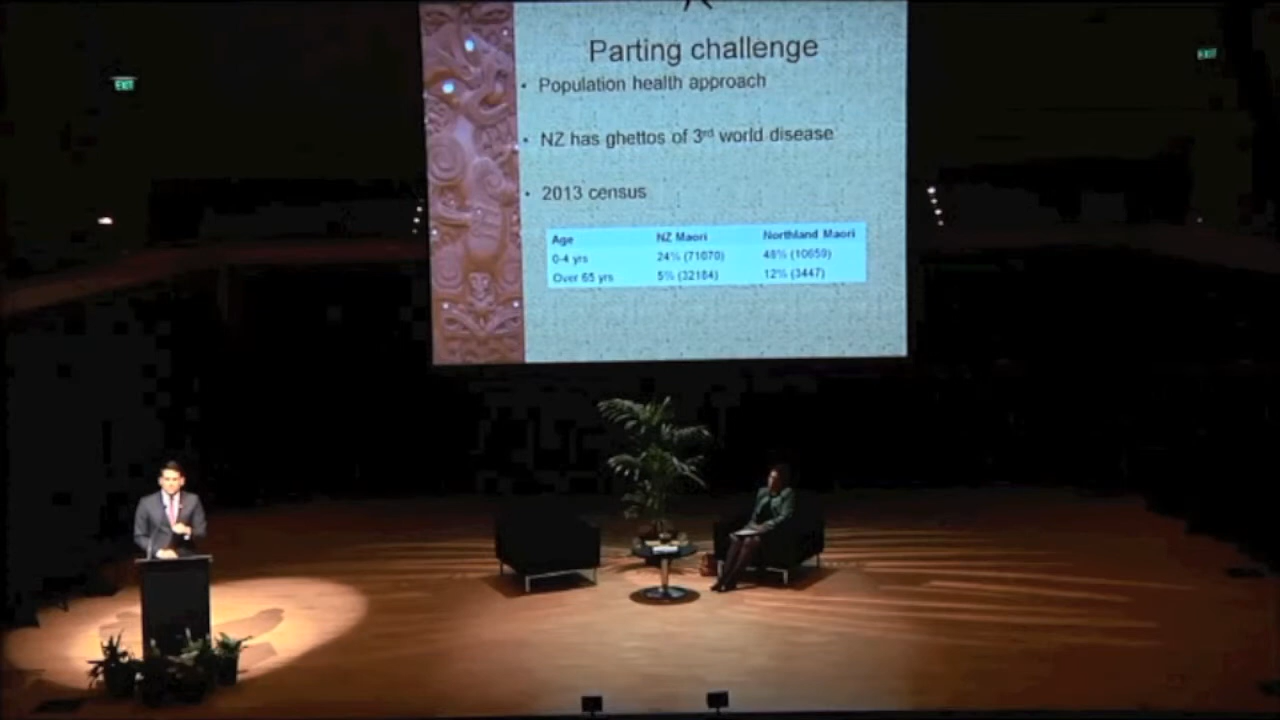 EXIT
EXIT
Parting challenge
• Population health approach
• NZ has ghettos of 3rd world disease
• 2013 census
Age NZ Maori Northland Maori
0-4 yrs 24% (71070) 48% (10659)
Over 65 yrs 5% (32184) 12% (3447)